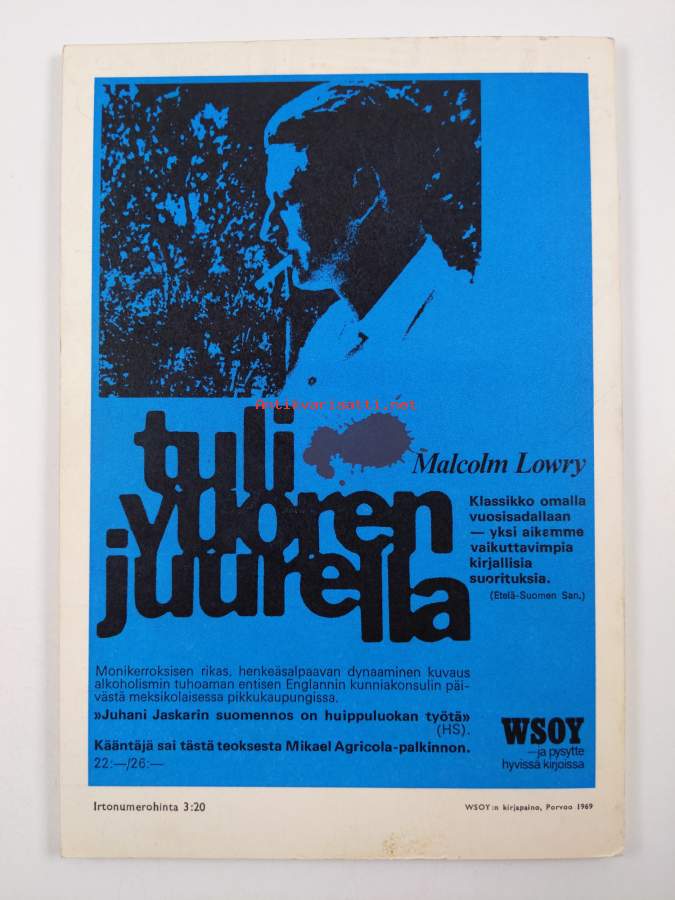 Antikvariaatti.net
tuli
vuoren
juurella
Malcolm Lowry
Klassikko omalla
vuosisadallaan
— yksi aikamme
vaikuttavimpia
kirjallisia
suorituksia.
(Etelä-Suomen San.)
Monikerroksisen rikas, henkeäsalpaavan dynaaminen kuvaus
alkoholismin tuhoaman entisen Englannin kunniakonsulin päi-
västä meksikolaisessa pikkukaupungissa.
»Juhani Jaskarin suomennos on huippuluokan työtä»
(HS).
Kääntäjä sai tästä teoksesta Mikael Agricola-palkinnon.
22:—/26:—
WSOY
—ja pysytte
hyvissä kirjoissa
Irtonumerohinta 3:20
WSOY:n kirjapaino, Porvoo 1969